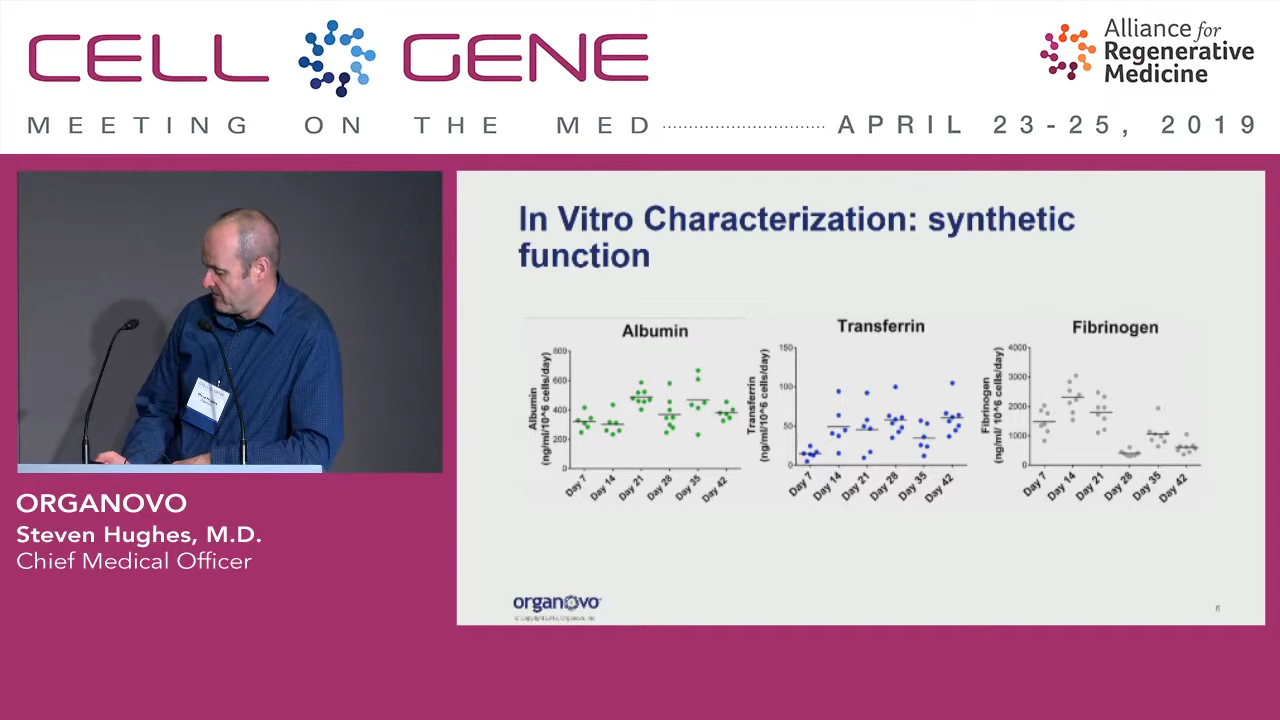 CELL GENE
MEETING ON THE MED
APRIL 23-25, 2019
Alliance for
Regenerative
Medicine
ORGANOVO
Steven Hughes, M.D.
Chief Medical Officer
In Vitro Characterization: synthetic
function
Albumin
Albumin
(ng/ml/10^6 cells/day)
800
600
400
200
0
Day 7
Day 14
Day 21
Day 28
Day 35
Day 42
Transferrin
Transferrin
(ng/ml/10^6 cells/day)
150
100
50
0
Day 7
Day 14
Day 21
Day 28
Day 35
Day 42
Fibrinogen
Fibrinogen
(ng/ml/ 10^6 cells/day)
4000
3000
2000
1000
0
Day 7
Day 14
Day 21
Day 28
Day 35
Day 42
organovo
6